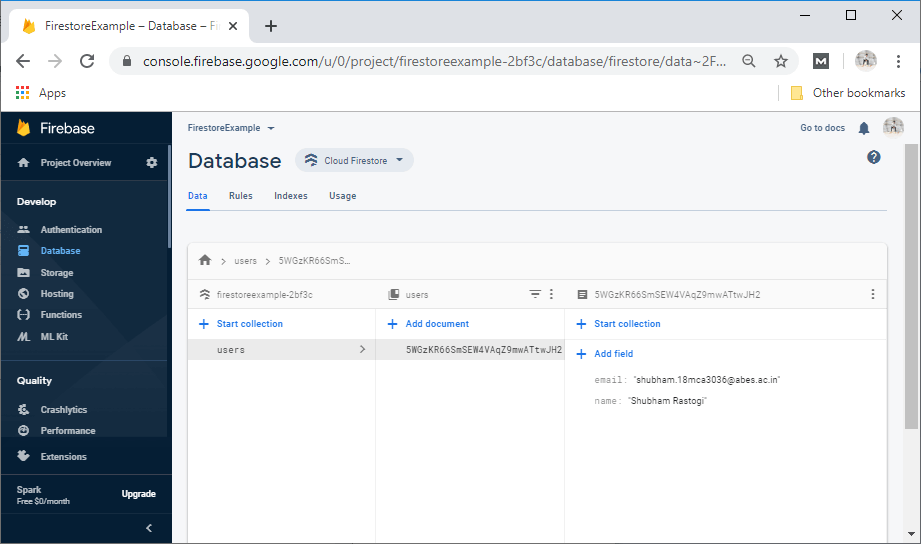 FirestoreExample – Database – Fi
console.firebase.google.com/u/0/project/firestoreexample-2bf3c/database/firestore/data~2F...
Apps
Other bookmarks
Firebase
FirestoreExample
Go to docs
Project Overview
Database
Cloud Firestore
Develop
Data Rules Indexes Usage
Authentication
Database
Storage
Hosting
Functions
ML Kit
Quality
Crashlytics
Performance
Extensions
Spark
Free $0/month
Upgrade
users
5WGzKR66SmS...
firestoreexample-2bf3c
users
5WGzKR66SmSEW4VAqZ9mwATtwJH2
Start collection
Add document
Start collection
users
5WGzKR66SmSEW4VAqZ9mwATtwJH2
Add field
email: "shubham.18mca3036@abes.ac.in"
name: "Shubham Rastogi"